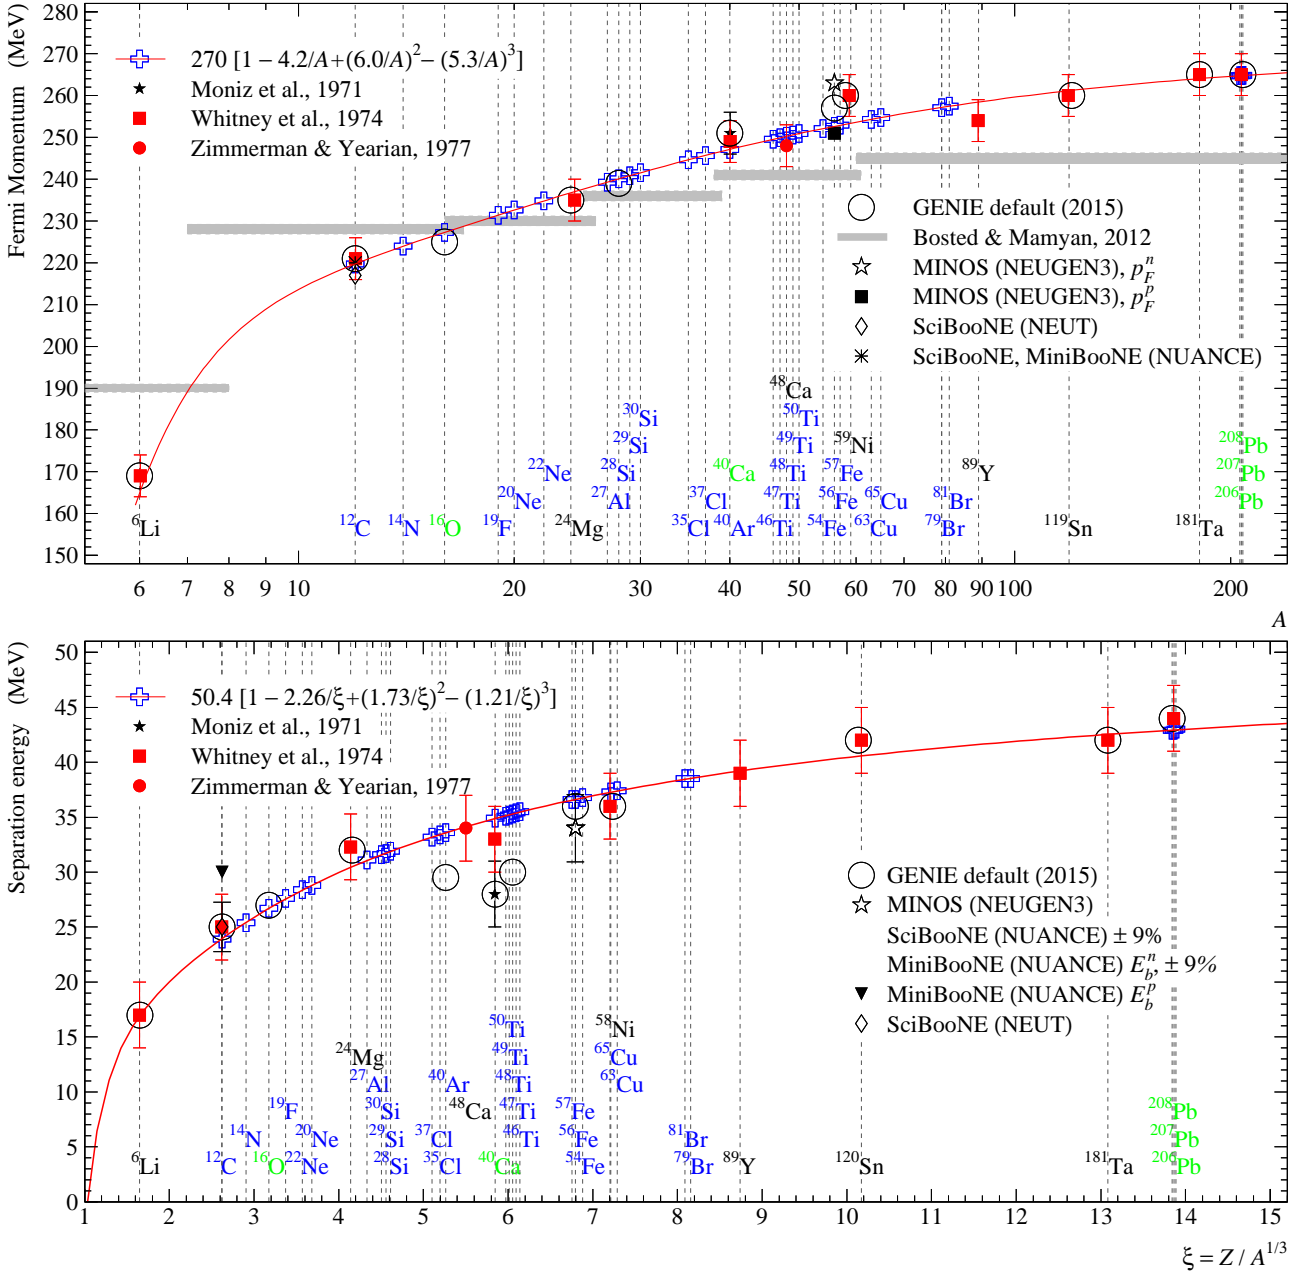 Fermi Momentum (MeV)
280
270
260
250
240
230
220
210
200
190
180
170
160
150
270 [1 − 4.2/A+(6.0/A)²− (5.3/A)³]
Moniz et al., 1971
Whitney et al., 1974
Zimmerman & Yearian, 1977
GENIE default (2015)
Bosted & Mamyan, 2012
MINOS (NEUGEN3), p_F^n
MINOS (NEUGEN3), p_F^p
SciBooNE (NEUT)
SciBooNE, MiniBooNE (NUANCE)
⁴⁸Ca
³⁰Si ⁵⁰Ti
²⁹Si ⁴⁹Ti ⁵⁹Ni ²⁰⁸Pb
²²Ne ²⁸Si ⁴⁰Ca ⁴⁸Ti ⁵⁷Fe ⁸⁹Y ²⁰⁷Pb
²⁰Ne ²⁷Al ³⁷Cl ⁴⁷Ti ⁵⁶Fe ⁶⁵Cu ⁸¹Br ²⁰⁶Pb
⁶Li ¹²C ¹⁴N ¹⁶O ¹⁹F ²⁴Mg ³⁵Cl ⁴⁰Ar ⁴⁶Ti ⁵⁴Fe ⁶³Cu ⁷⁹Br ¹¹⁹Sn ¹⁸¹Ta
6 7 8 9 10 20 30 40 50 60 70 80 90 100 200
A
Separation energy (MeV)
50
45
40
35
30
25
20
15
10
5
0
50.4 [1 − 2.26/ξ+(1.73/ξ)²− (1.21/ξ)³]
Moniz et al., 1971
Whitney et al., 1974
Zimmerman & Yearian, 1977
GENIE default (2015)
MINOS (NEUGEN3)
SciBooNE (NUANCE) ± 9%
MiniBooNE (NUANCE) E_b^n, ± 9%
MiniBooNE (NUANCE) E_b^p
SciBooNE (NEUT)
⁵⁰Ti ⁵⁸Ni
²⁴Mg ⁴⁹Ti ⁶⁵Cu
²⁷Al ⁴⁰Ar ⁴⁸Ti ⁶³Cu
¹⁹F ³⁰Si ⁴⁸Ca ⁴⁷Ti ⁵⁷Fe ²⁰⁸Pb
¹⁴N ²⁰Ne ²⁹Si ³⁷Cl ⁴⁶Ti ⁵⁶Fe ⁸¹Br ²⁰⁷Pb
⁶Li ¹²C ¹⁶O ²²Ne ²⁸Si ³⁵Cl ⁴⁰Ca ⁵⁴Fe ⁷⁹Br ⁸⁹Y ¹²⁰Sn ¹⁸¹Ta ²⁰⁶Pb
1 2 3 4 5 6 7 8 9 10 11 12 13 14 15
ξ = Z / A^1/3